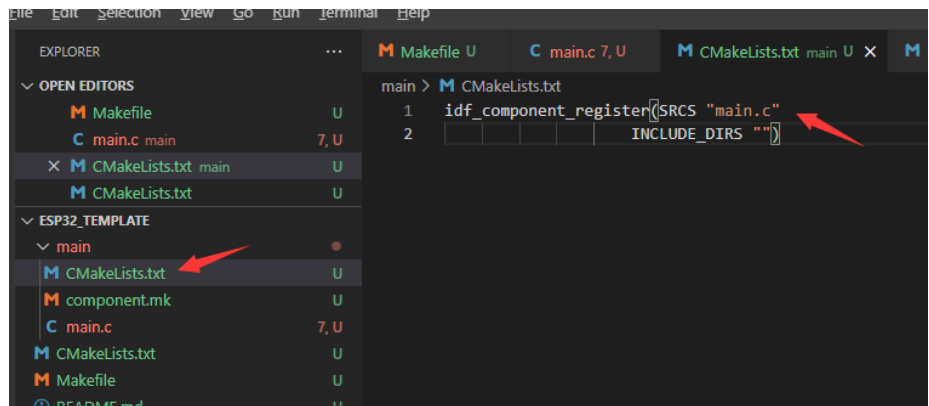 File Edit Selection View Go Run Terminal Help
EXPLORER ...
Makefile U
main.c 7, U
CMakeLists.txt main U
OPEN EDITORS
Makefile U
main.c main 7, U
CMakeLists.txt main U
CMakeLists.txt U
ESP32_TEMPLATE
main
CMakeLists.txt U
component.mk U
main.c 7, U
CMakeLists.txt U
Makefile U
README.md U
main > CMakeLists.txt
1 idf_component_register(SRCS "main.c"
2 INCLUDE_DIRS "")